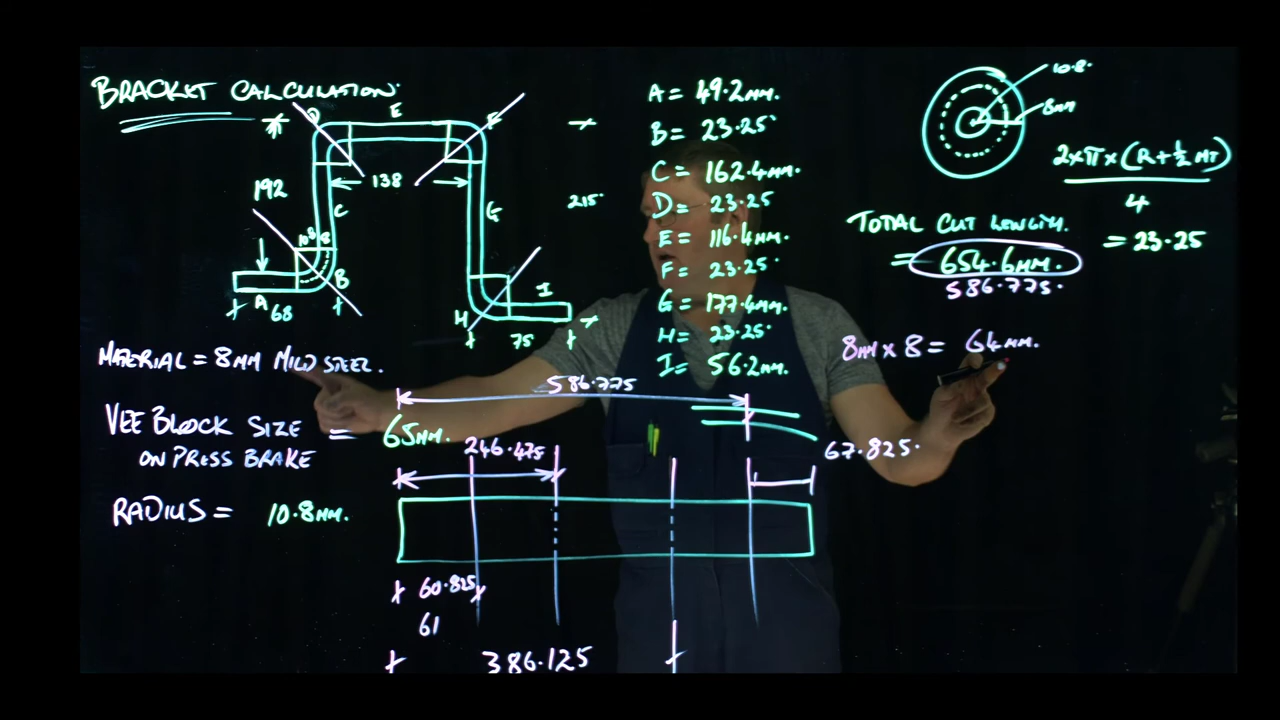 BRACKET CALCULATION.
D
E
F
192
138
215.
C
G
10.8
8
B
A
68
H
I
75
MATERIAL = 8MM MILD STEEL.
VEE BLOCK SIZE = 65MM.
ON PRESS BRAKE
RADIUS = 10.8MM.
A = 49.2MM.
B = 23.25
C = 162.4MM.
D = 23.25
E = 116.4MM.
F = 23.25
G = 177.4MM.
H = 23.25
I = 56.2MM.
10.8
8MM
2×π×(R+½MT)
4
= 23.25
TOTAL CUT LENGTH.
= 654.6MM.
586.775.
8MM × 8 = 64MM.
586.775
246.475
67.825.
60.825
61
386.125